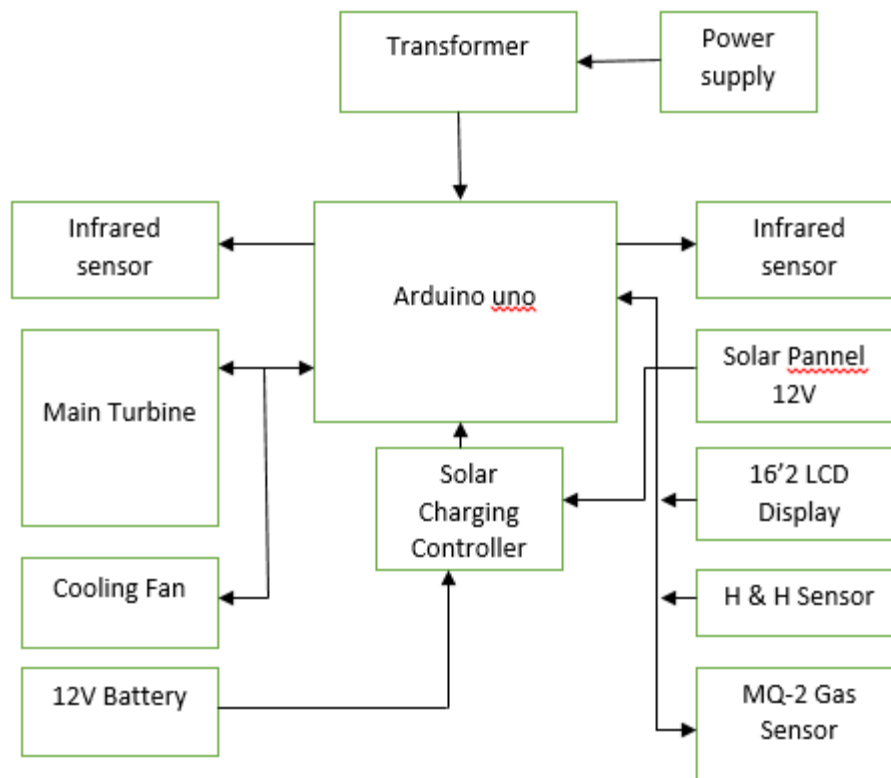 Transformer
Power
supply
Infrared
sensor
Arduino uno
Infrared
sensor
Main Turbine
Solar Pannel
12V
Solar
Charging
Controller
16'2 LCD
Display
Cooling Fan
H & H Sensor
12V Battery
MQ-2 Gas
Sensor